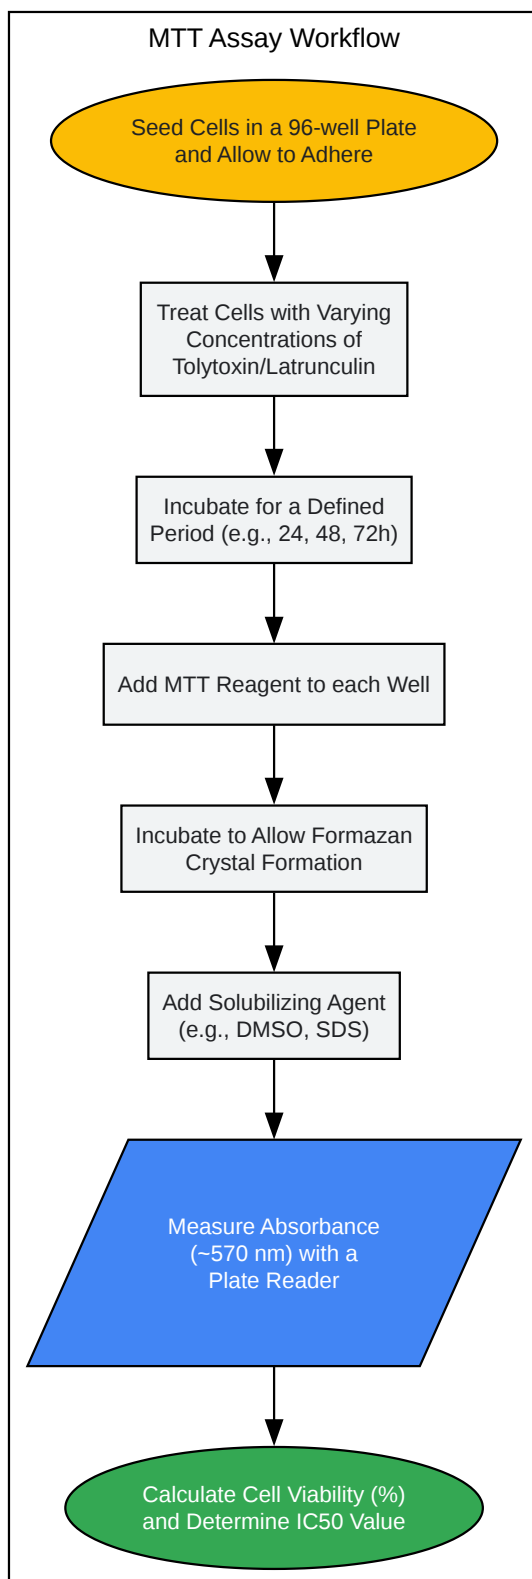 MTT Assay Workflow
Seed Cells in a 96-well Plate
and Allow to Adhere
Treat Cells with Varying
Concentrations of
Tolytoxin/Latrunculin
Incubate for a Defined
Period (e.g., 24, 48, 72h)
Add MTT Reagent to each Well
Incubate to Allow Formazan
Crystal Formation
Add Solubilizing Agent
(e.g., DMSO, SDS)
Measure Absorbance
(~570 nm) with a
Plate Reader
Calculate Cell Viability (%)
and Determine IC50 Value